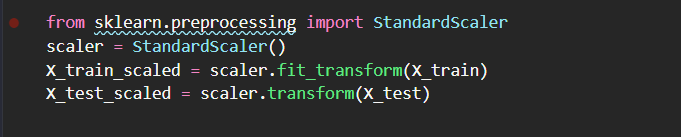 from sklearn.preprocessing import StandardScaler
scaler = StandardScaler()
X_train_scaled = scaler.fit_transform(X_train)
X_test_scaled = scaler.transform(X_test)